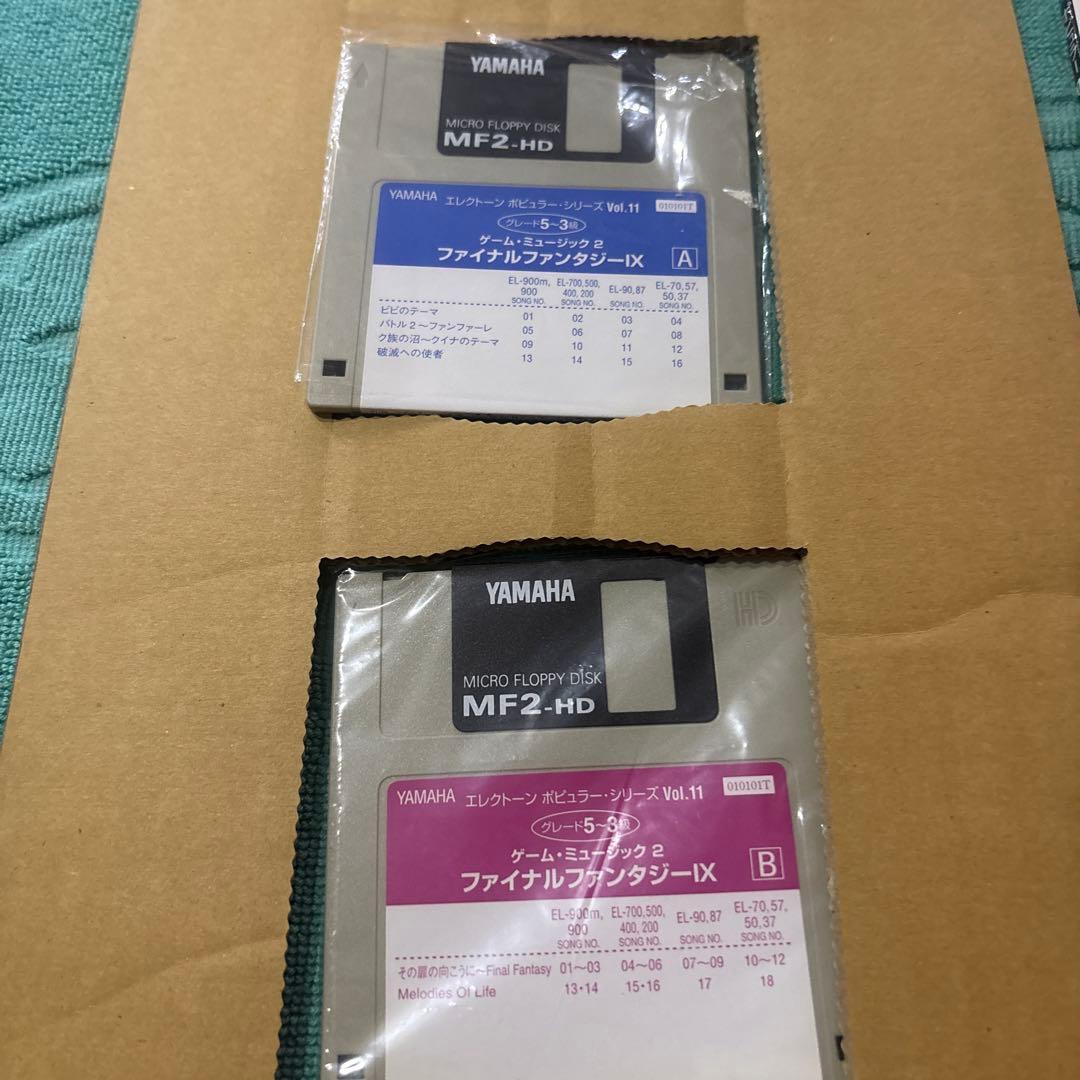 YAMAHA
MICRO FLOPPY DISK
MF2-HD
YAMAHA エレクトーン ポピュラー・シリーズ Vol.11 010101T
グレード5〜3級
ゲーム・ミュージック 2
ファイナルファンタジーIX A
EL-900m, EL-700,500, EL-90,87 EL-70,57,
900 400,200 50,37
SONG NO. SONG NO. SONG NO. SONG NO.
ビビのテーマ 01 02 03 04
バトル2〜ファンファーレ 05 06 07 08
ク族の沼〜クイナのテーマ 09 10 11 12
破滅への使者 13 14 15 16
YAMAHA
HD
MICRO FLOPPY DISK
MF2-HD
YAMAHA エレクトーン ポピュラー・シリーズ Vol.11 010101T
グレード5〜3級
ゲーム・ミュージック 2
ファイナルファンタジーIX B
EL-900m, EL-700,500, EL-90,87 EL-70,57,
900 400,200 50,37
SONG NO. SONG NO. SONG NO. SONG NO.
その扉の向こうに〜Final Fantasy 01〜03 04〜06 07〜09 10〜12
Melodies Of Life 13・14 15・16 17 18